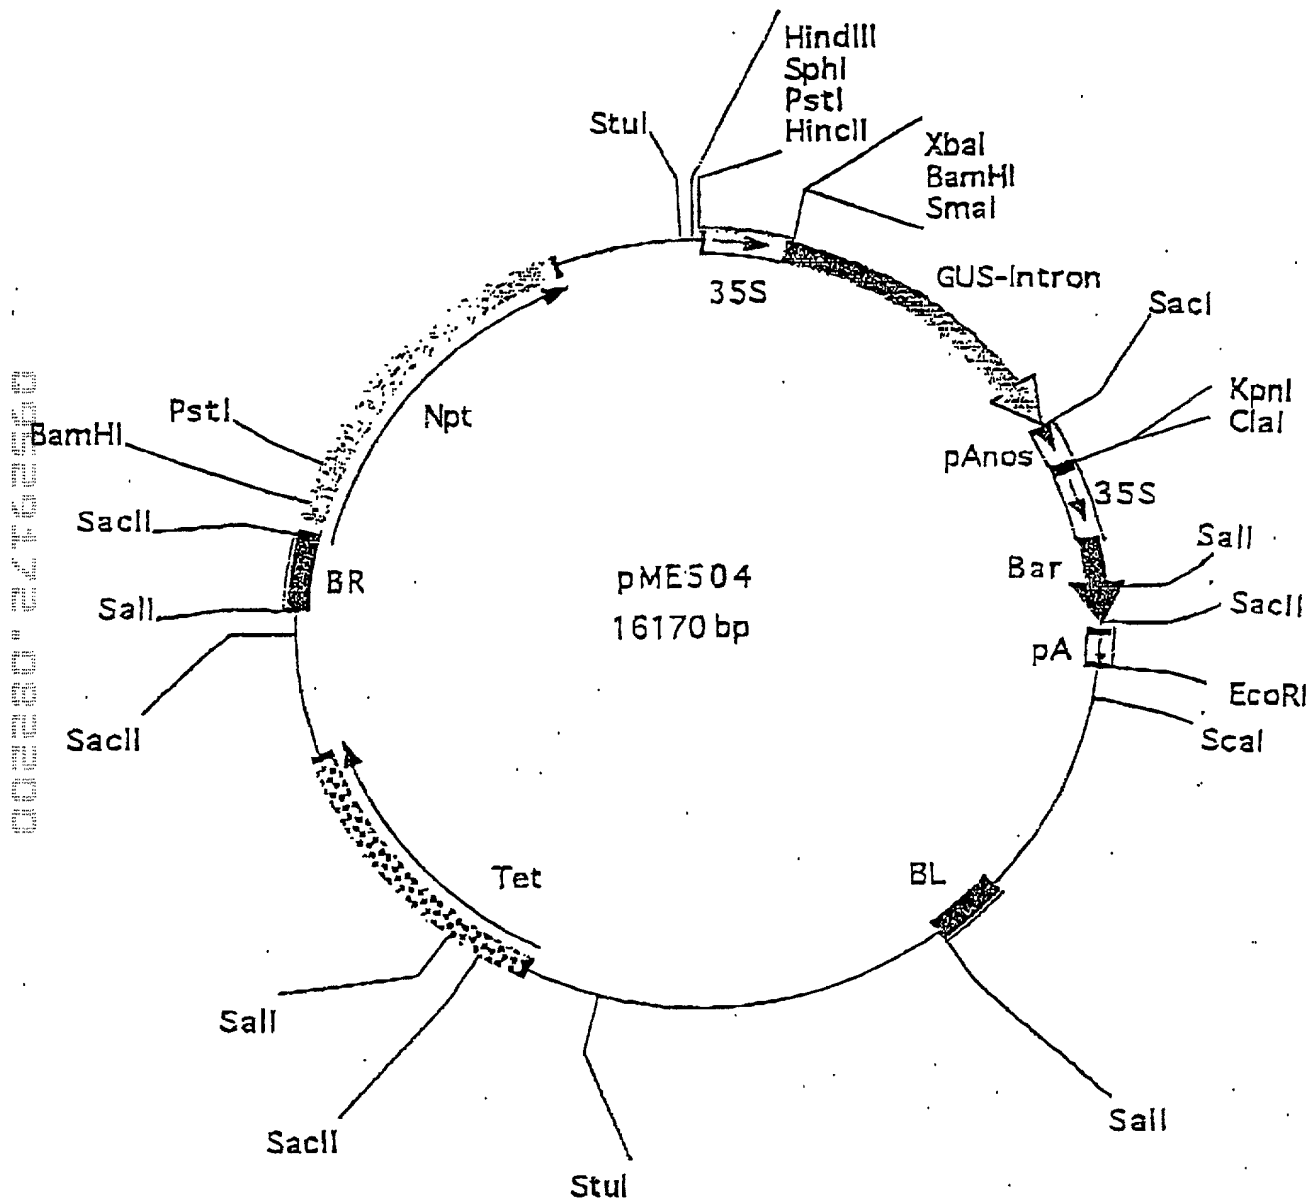 HindIII
SphI
PstI
HincII
StuI
XbaI
BamHI
SmaI
35S
GUS-Intron
SacI
KpnI
ClaI
pAnos
35S
Npt
PstI
BamHI
SacII
BR
SalI
SacII
pME504
16170 bp
Bar
SalI
SacII
pA
EcoRI
ScaI
BL
Tet
SalI
SacII
StuI
SalI